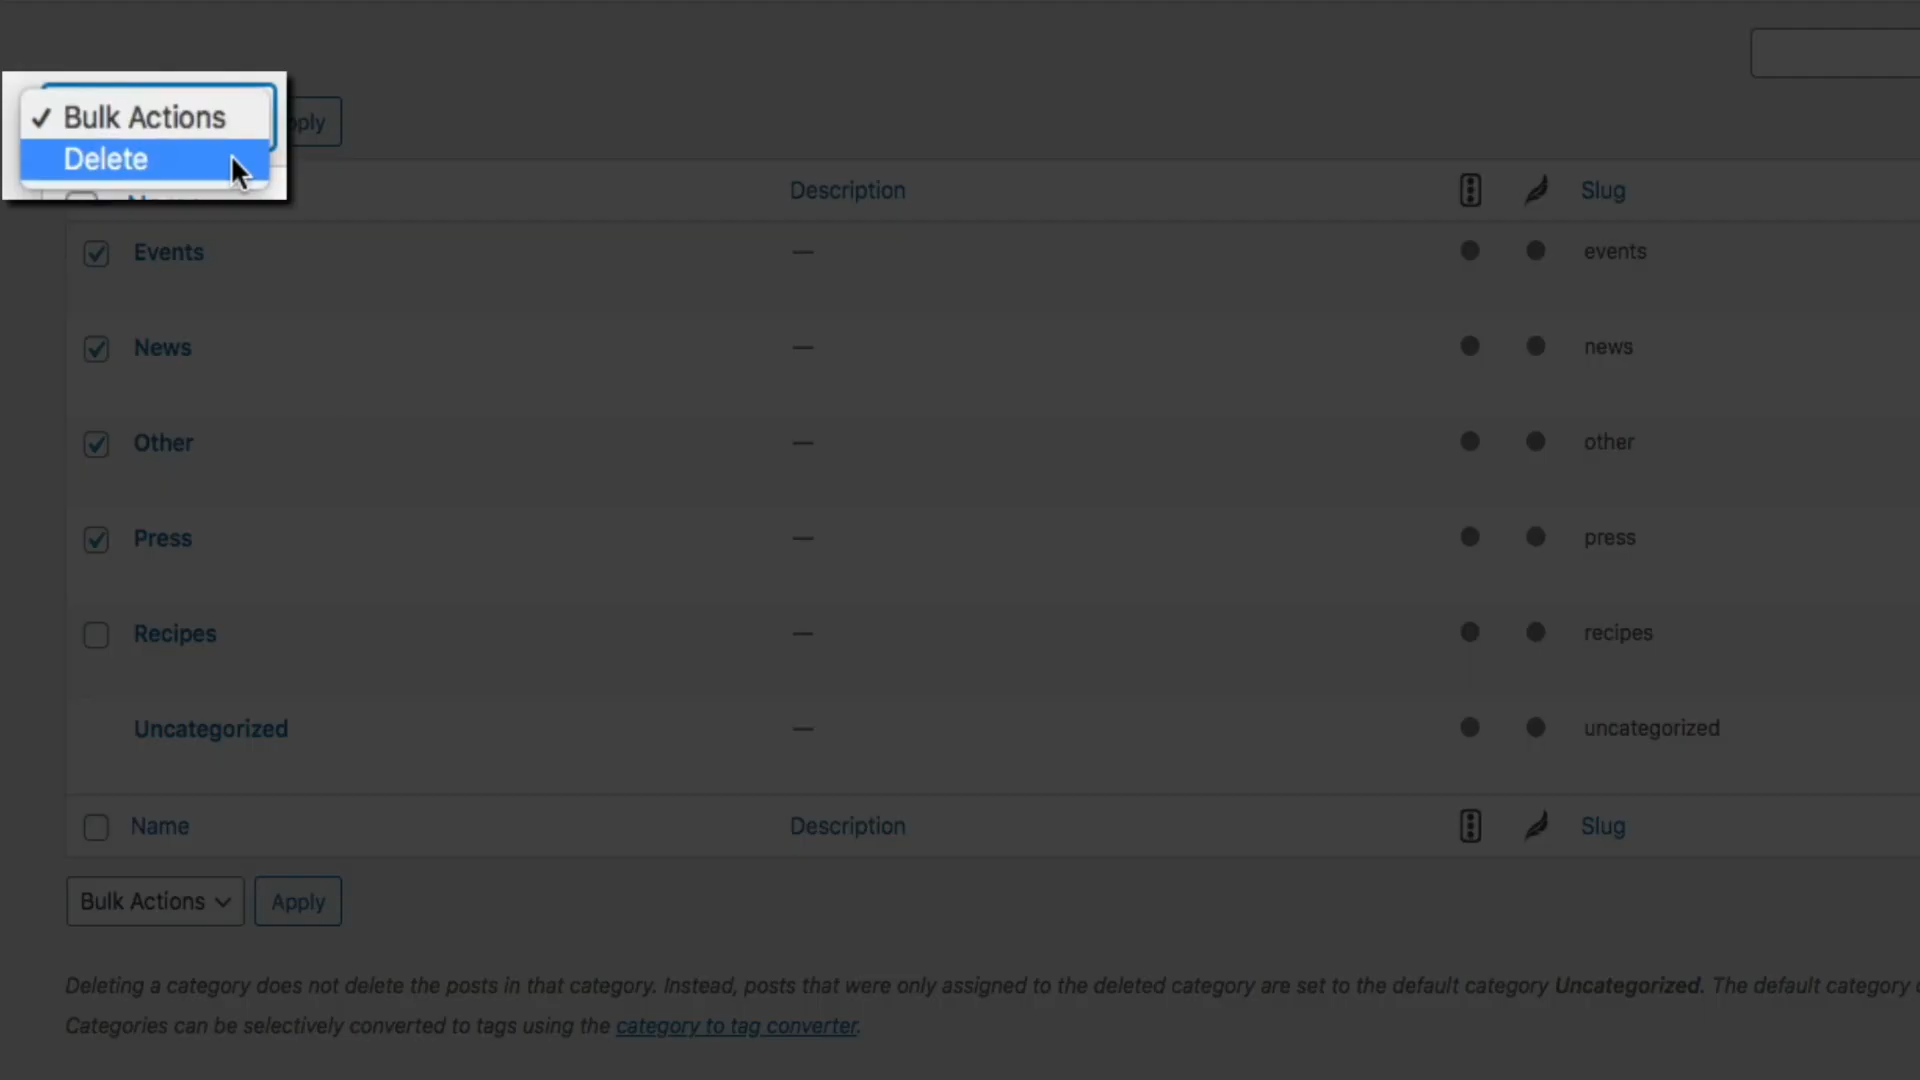 ✓ Bulk Actions
Delete
Description Slug
Events — events
News — news
Other — other
Press — press
Recipes — recipes
Uncategorized — uncategorized
Name Description Slug
Bulk Actions Apply
Deleting a category does not delete the posts in that category. Instead, posts that were only assigned to the deleted category are set to the default category Uncategorized. The default category
Categories can be selectively converted to tags using the category to tag converter.